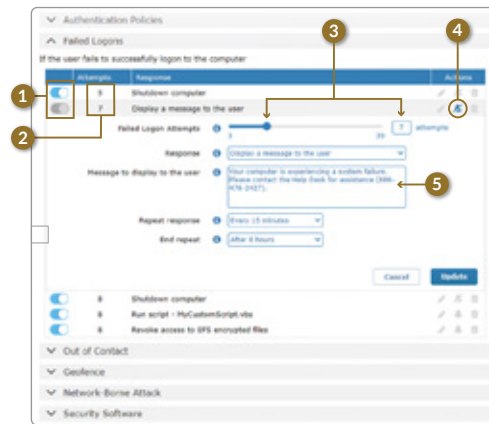 Authentication Policies
Failed Logons
If the user fails to successfully logon to the computer
Attempts Response Actions
5 Shutdown computer
7 Display a message to the user
Failed Logon Attempts 7 attempts
3 20
Response Display a message to the user
Message to display to the user Your computer is experiencing a system failure.
Please contact the Help Desk for assistance
Repeat response Every 15 minutes
End repeat After 8 hours
Cancel Update
Shutdown computer
Run script - MyCustomScript.vbs
Revoke access to EFS encrypted files
Out of Contact
Geofence
Network-Borne Attack
Security Software
1
2
3
4
5